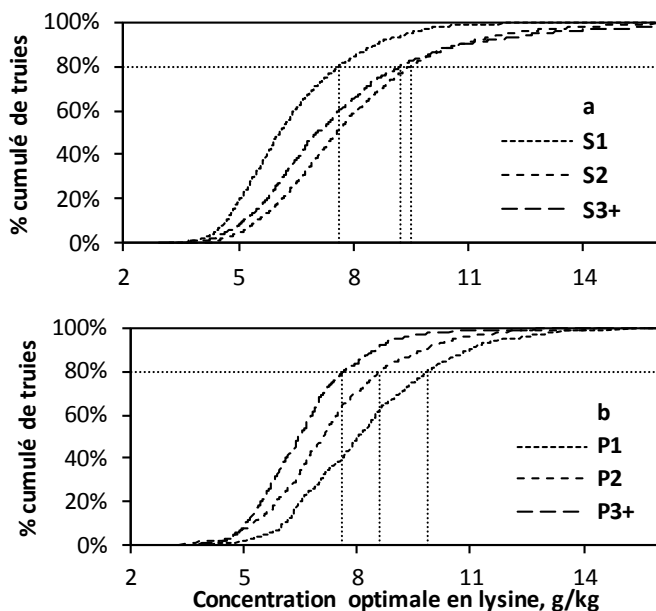 100%
80%
60%
40%
20%
0%
% cumulé de truies
a
S1
S2
S3+
2 5 8 11 14
100%
80%
60%
40%
20%
0%
% cumulé de truies
b
P1
P2
P3+
2 5 8 11 14
Concentration optimale en lysine, g/kg